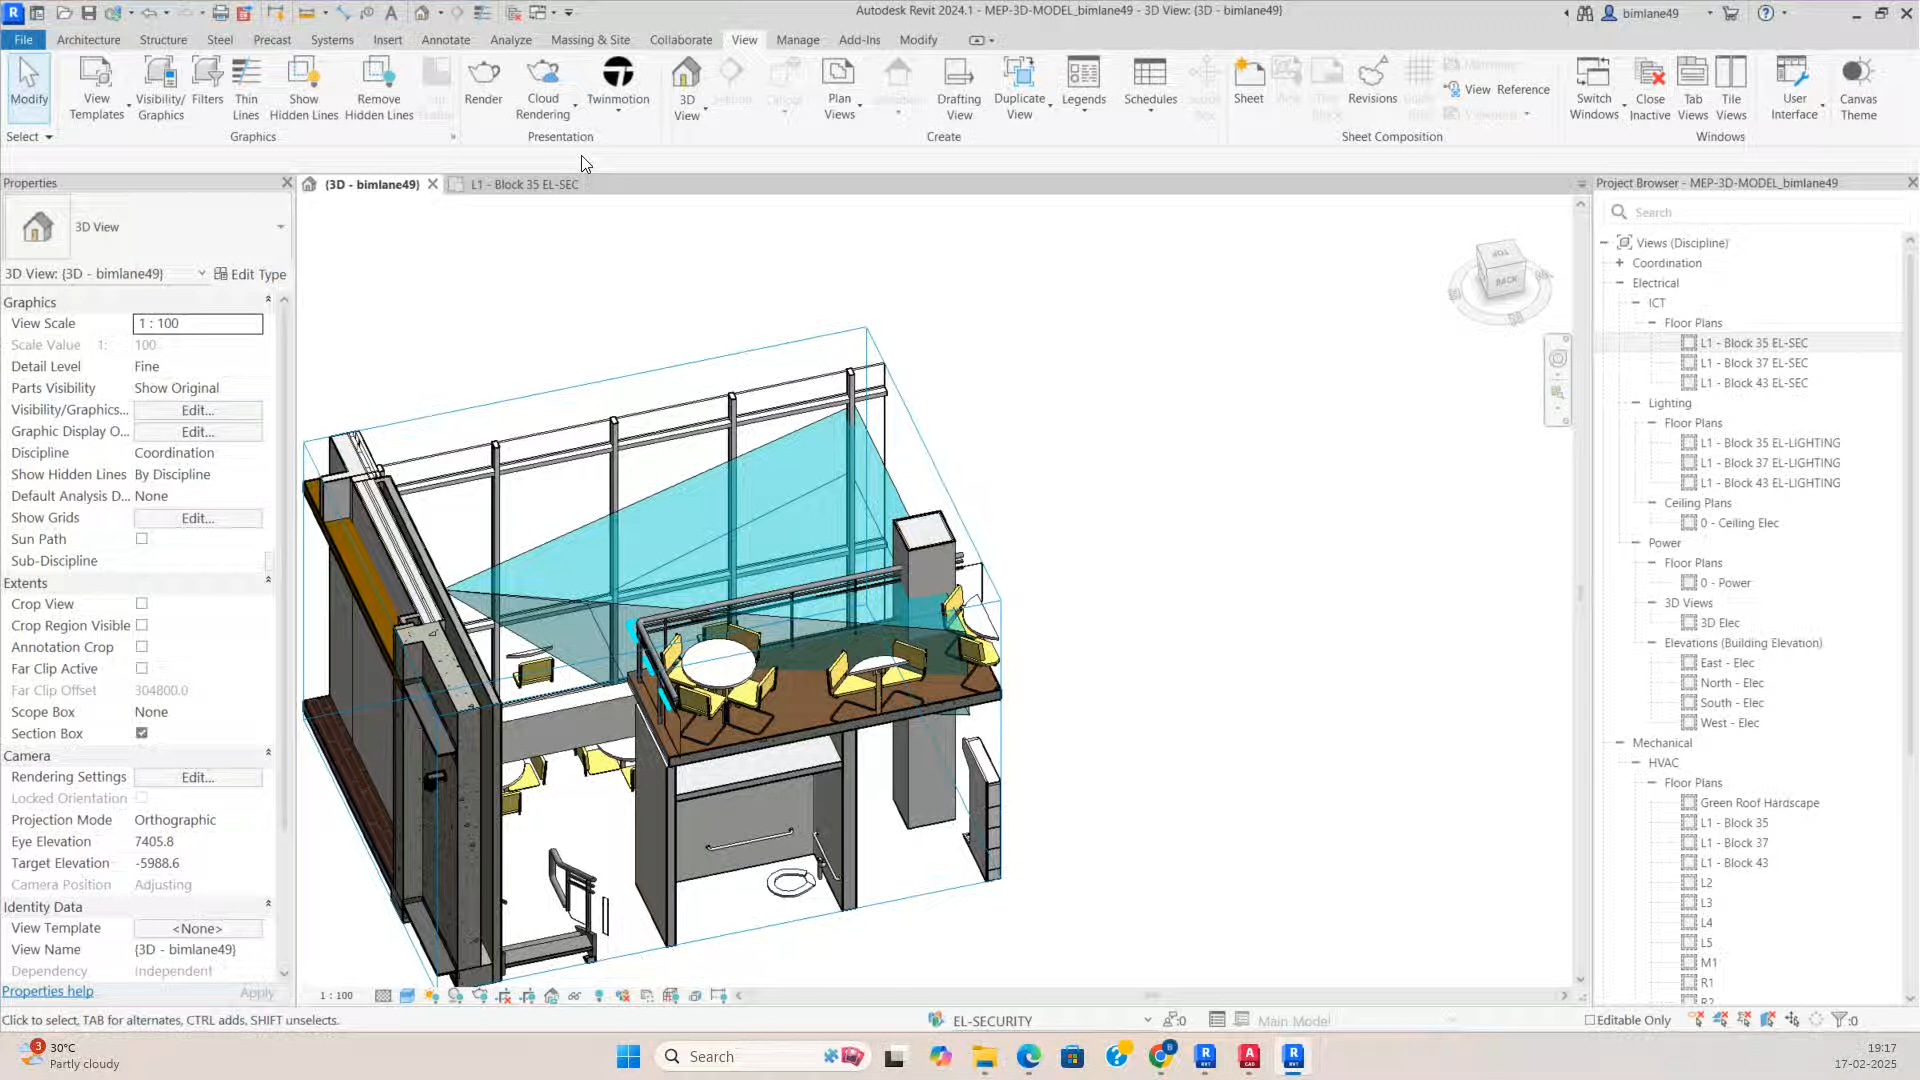 Autodesk Revit 2024.1 - MEP-3D-MODEL_bimlane49 - 3D View: {3D - bimlane49}
bimlane49
File Architecture Structure Steel Precast Systems Insert Annotate Analyze Massing & Site Collaborate View Manage Add-Ins Modify
Modify
View Templates
Visibility/ Graphics
Filters
Thin Lines
Show Hidden Lines
Remove Hidden Lines
Render
Cloud Rendering
Twinmotion
3D View
Plan Views
Drafting View
Duplicate View
Legends
Schedules
Sheet
Revisions
View Reference
Switch Windows
Close Inactive
Tab Views
Tile Views
User Interface
Canvas Theme
Select
Graphics
Presentation
Create
Sheet Composition
Windows
Properties
{3D - bimlane49}
L1 - Block 35 EL-SEC
Project Browser - MEP-3D-MODEL_bimlane49
3D View
3D View: {3D - bimlane49}
Edit Type
Graphics
View Scale 1 : 100
Scale Value 1: 100
Detail Level Fine
Parts Visibility Show Original
Visibility/Graphics... Edit...
Graphic Display O... Edit...
Discipline Coordination
Show Hidden Lines By Discipline
Default Analysis D... None
Show Grids Edit...
Sun Path
Sub-Discipline
Extents
Crop View
Crop Region Visible
Annotation Crop
Far Clip Active
Far Clip Offset 304800.0
Scope Box None
Section Box
Camera
Rendering Settings Edit...
Locked Orientation
Projection Mode Orthographic
Eye Elevation 7405.8
Target Elevation -5988.6
Camera Position Adjusting
Identity Data
View Template <None>
View Name {3D - bimlane49}
Dependency Independent
Properties help
Apply
TOP
BACK
1 : 100
Search
Views (Discipline)
Coordination
Electrical
ICT
Floor Plans
L1 - Block 35 EL-SEC
L1 - Block 37 EL-SEC
L1 - Block 43 EL-SEC
Lighting
Floor Plans
L1 - Block 35 EL-LIGHTING
L1 - Block 37 EL-LIGHTING
L1 - Block 43 EL-LIGHTING
Ceiling Plans
0 - Ceiling Elec
Power
Floor Plans
0 - Power
3D Views
3D Elec
Elevations (Building Elevation)
East - Elec
North - Elec
South - Elec
West - Elec
Mechanical
HVAC
Floor Plans
Green Roof Hardscape
L1 - Block 35
L1 - Block 37
L1 - Block 43
L2
L3
L4
L5
M1
R1
R2
Click to select, TAB for alternates, CTRL adds, SHIFT unselects.
EL-SECURITY
:0
Main Model
Editable Only
:0
3
30°C
Partly cloudy
Search
19:17
17-02-2025